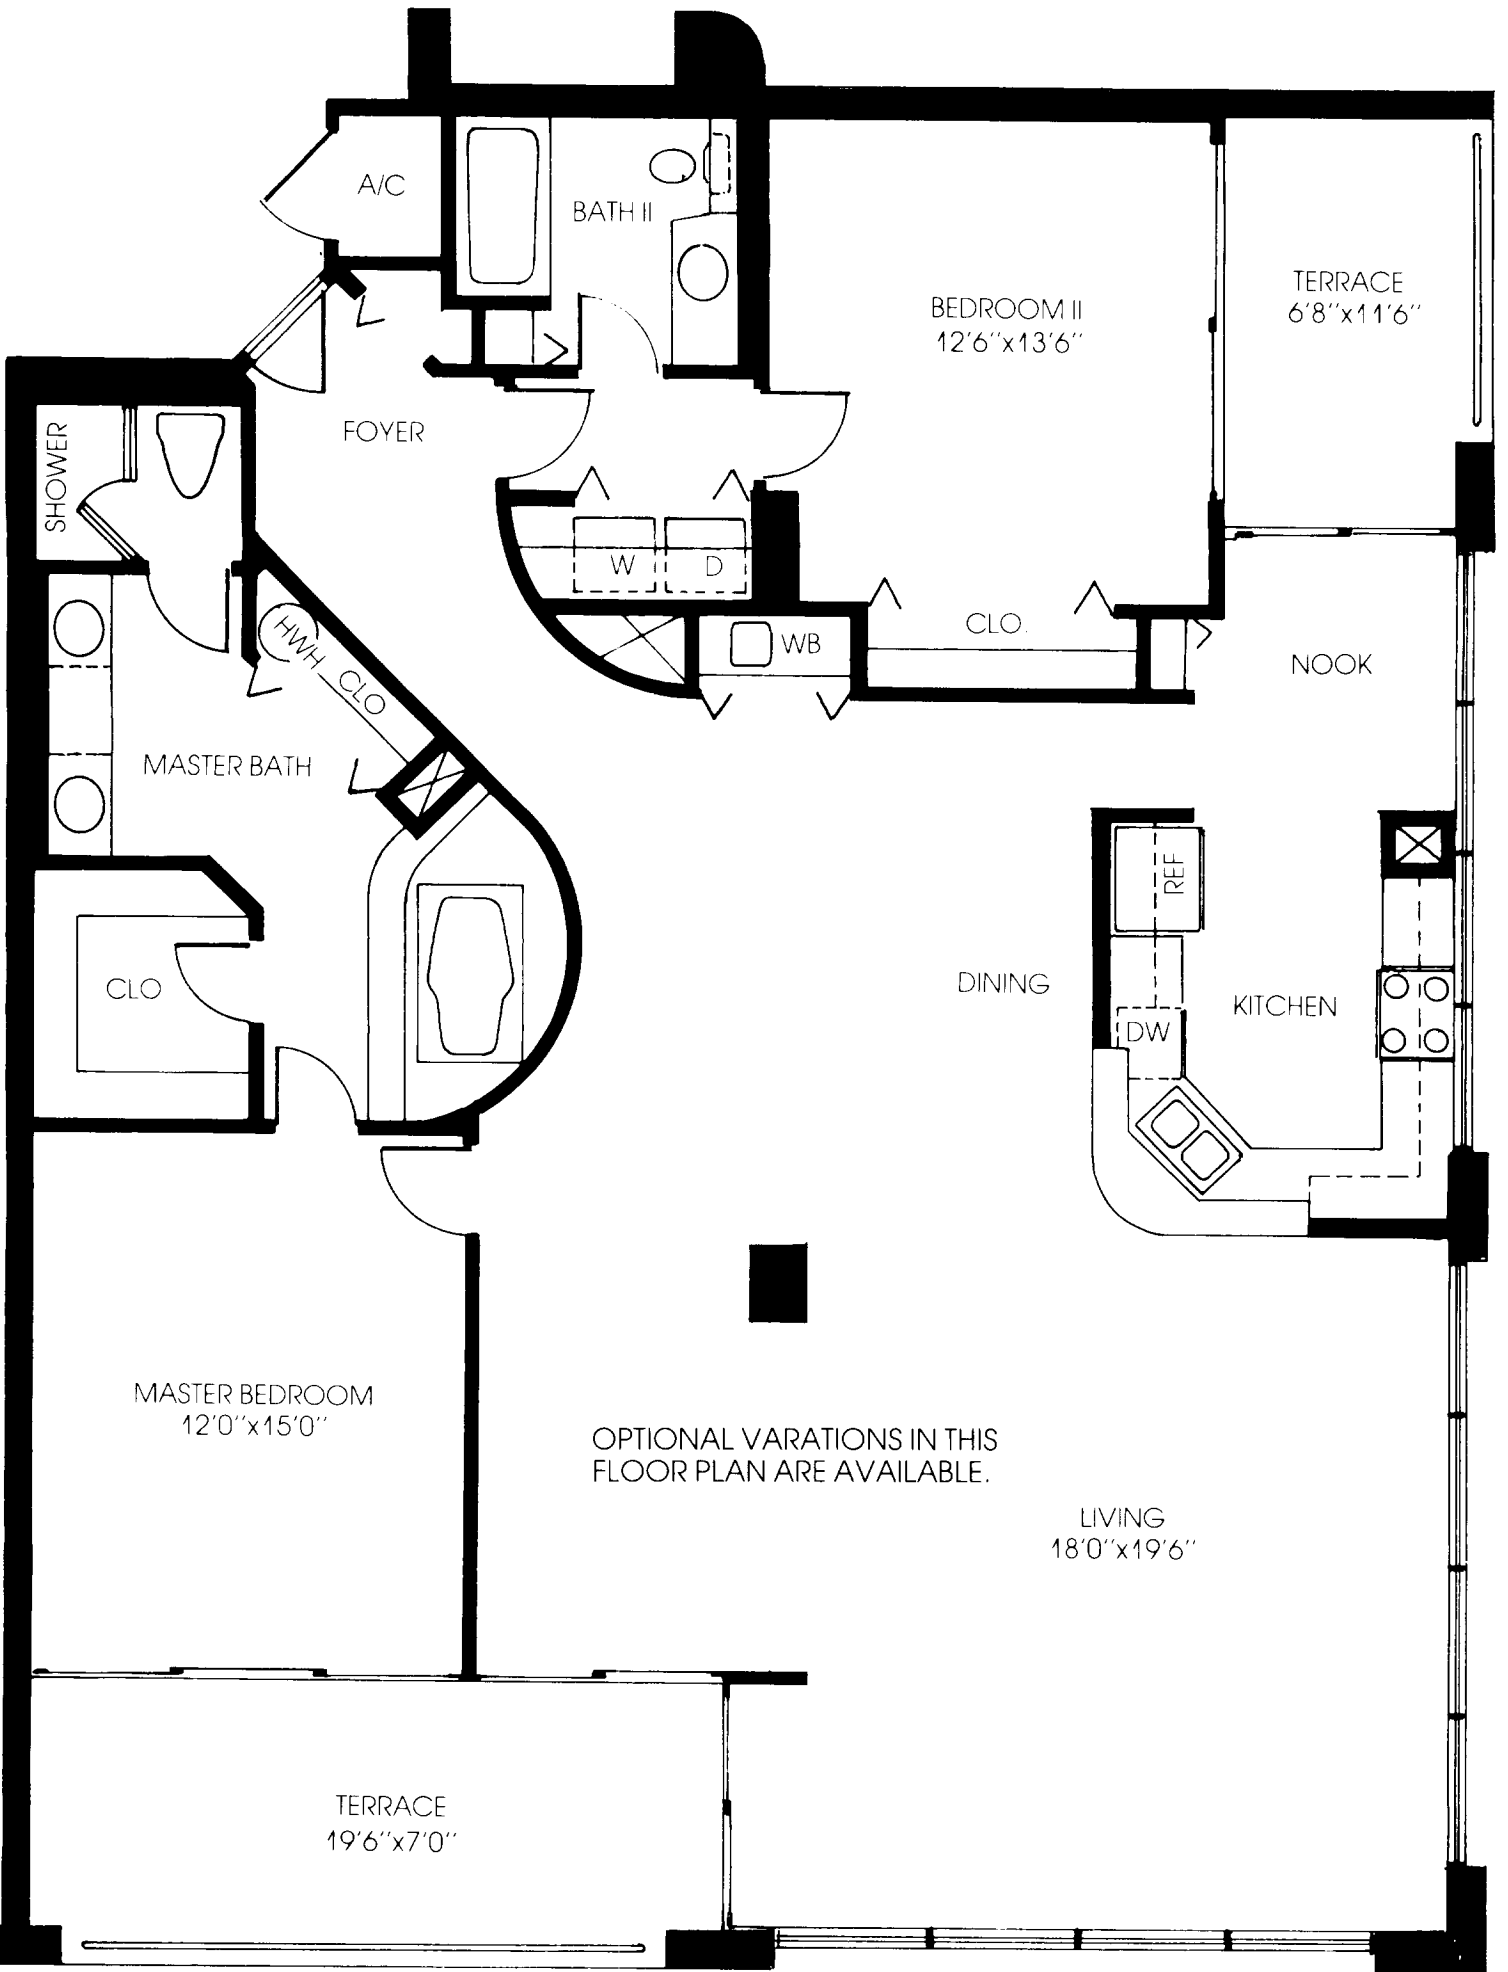 A/C
BATH II
BEDROOM II
12'6"x13'6"
TERRACE
6'8"x11'6"
FOYER
SHOWER
W
D
CLO.
WB
NOOK
HWH
CLO
MASTER BATH
REF
CLO
DINING
KITCHEN
DW
MASTER BEDROOM
12'0"x15'0"
OPTIONAL VARATIONS IN THIS
FLOOR PLAN ARE AVAILABLE.
LIVING
18'0"x19'6"
TERRACE
19'6"x7'0"